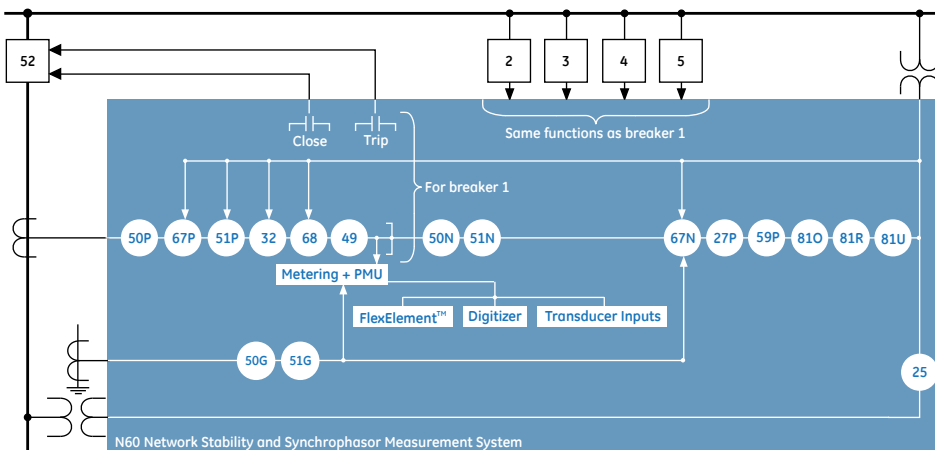 52
2
3
4
5
Close
Trip
Same functions as breaker 1
For breaker 1
50P
67P
51P
32
68
49
50N
51N
67N
27P
59P
81O
81R
81U
Metering + PMU
FlexElement™
Digitizer
Transducer Inputs
50G
51G
25
N60 Network Stability and Synchrophasor Measurement System